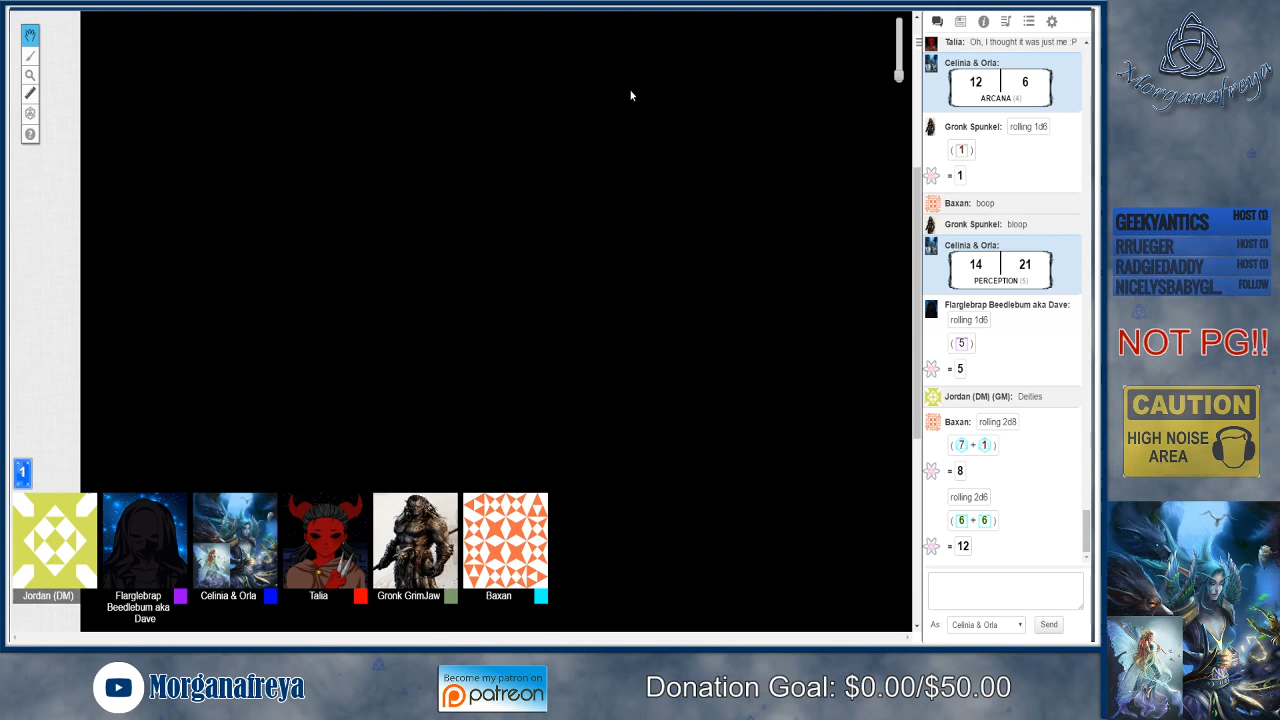 Talia: Oh, I thought it was just me :P
Celinia & Orla:
12 6
ARCANA (4)
Gronk Spunkel: rolling 1d6
( 1 )
= 1
Baxan: boop
Gronk Spunkel: bloop
Celinia & Orla:
14 21
PERCEPTION (5)
Flarglebrap Beedlebum aka Dave:
rolling 1d6
( 5 )
= 5
Jordan (DM) (GM): Deities
Baxan: rolling 2d8
( 7 + 1 )
= 8
rolling 2d6
( 6 + 6 )
= 12
As: Celinia & Orla Send
1
Jordan (DM)
Flarglebrap
Beedlebum aka
Dave
Celinia & Orla
Talia
Gronk GrimJaw
Baxan
Morganafreya
GEEKYANTICS HOST (1)
RRUEGER HOST (1)
RADGIEDADDY HOST (1)
NICELYSBABYGI... FOLLOW
NOT PG!!
CAUTION
HIGH NOISE
AREA
Morganafreya
Become my patron on
patreon
Donation Goal: $0.00/$50.00